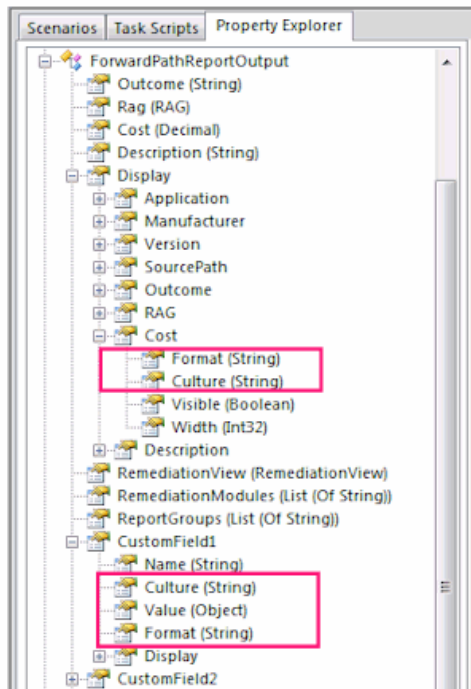 Scenarios Task Scripts Property Explorer
ForwardPathReportOutput
Outcome (String)
Rag (RAG)
Cost (Decimal)
Description (String)
Display
Application
Manufacturer
Version
SourcePath
Outcome
RAG
Cost
Format (String)
Culture (String)
Visible (Boolean)
Width (Int32)
Description
RemediationView (RemediationView)
RemediationModules (List (Of String))
ReportGroups (List (Of String))
CustomField1
Name (String)
Culture (String)
Value (Object)
Format (String)
Display
CustomField2